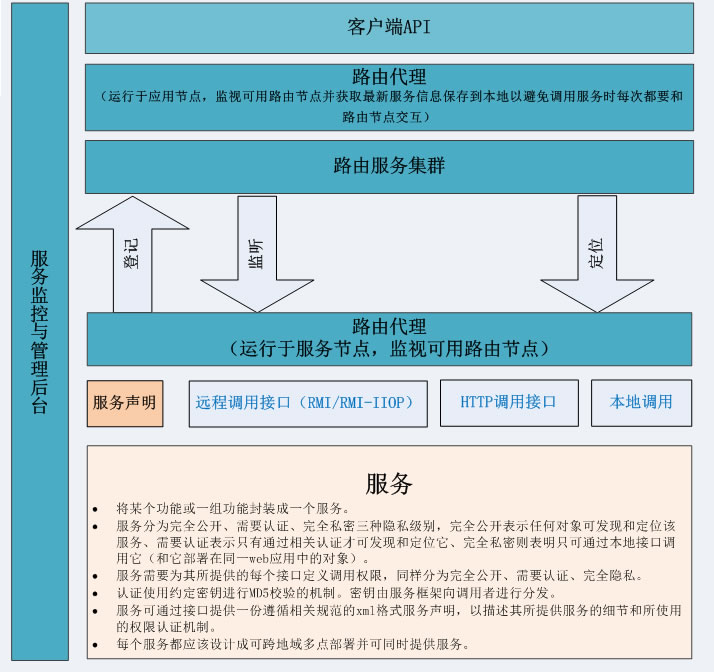 客户端API
路由代理
（运行于应用节点，监视可用路由节点并获取最新服务信息保存到本地以避免调用服务时每次都要和
路由节点交互）
路由服务集群
服务监控与管理后台
登记
监听
定位
路由代理
（运行于服务节点，监视可用路由节点）
服务声明
远程调用接口（RMI/RMI-IIOP）
HTTP调用接口
本地调用
服务
• 将某个功能或一组功能封装成一个服务。
• 服务分为完全公开、需要认证、完全私密三种隐私级别，完全公开表示任何对象可发现和定位该
服务、需要认证表示只有通过相关认证才可发现和定位它、完全私密则表明只可通过本地接口调
用它（和它部署在同一web应用中的对象）。
• 服务需要为其所提供的每个接口定义调用权限，同样分为完全公开、需要认证、完全隐私。
• 认证使用约定密钥进行MD5校验的机制。密钥由服务框架向调用者进行分发。
• 服务可通过接口提供一份遵循相关规范的xml格式服务声明，以描述其所提供服务的细节和所使用
的权限认证机制。
• 每个服务都应该设计成可跨地域多点部署并可同时提供服务。